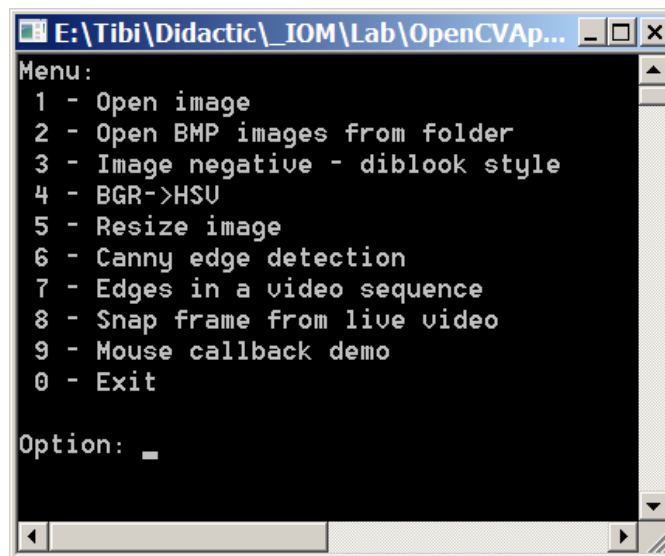 E:\Tibi\Didactic\_IOM\Lab\OpenCVAp...
Menu:
1 - Open image
2 - Open BMP images from folder
3 - Image negative - diblook style
4 - BGR->HSV
5 - Resize image
6 - Canny edge detection
7 - Edges in a video sequence
8 - Snap frame from live video
9 - Mouse callback demo
0 - Exit
Option: _